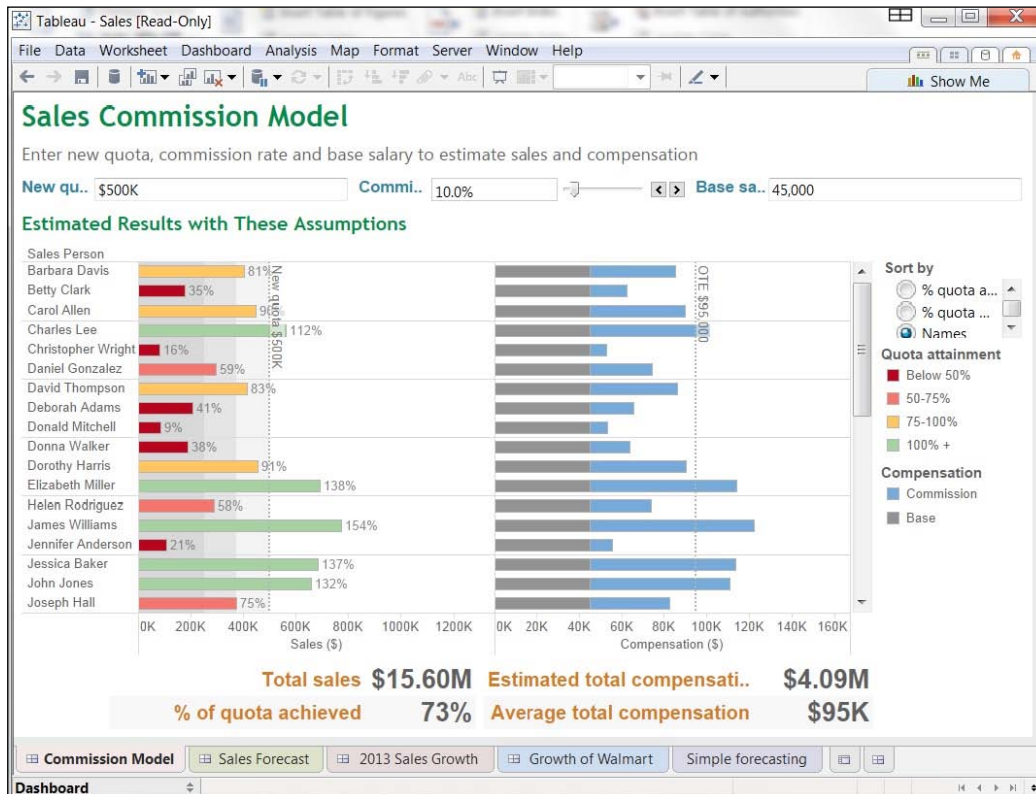 Tableau - Sales [Read-Only]
File Data Worksheet Dashboard Analysis Map Format Server Window Help
Abc
Show Me
Sales Commission Model
Enter new quota, commission rate and base salary to estimate sales and compensation
New qu.. $500K Commi.. 10.0% Base sa.. 45,000
Estimated Results with These Assumptions
Sales Person
Barbara Davis 81%
Betty Clark 35%
Carol Allen
Charles Lee 112%
Christopher Wright 16%
Daniel Gonzalez 59%
David Thompson 83%
Deborah Adams 41%
Donald Mitchell 9%
Donna Walker 38%
Dorothy Harris 91%
Elizabeth Miller 138%
Helen Rodriguez 58%
James Williams 154%
Jennifer Anderson 21%
Jessica Baker 137%
John Jones 132%
Joseph Hall 75%
New quota $500K
OTE $95,000
0K 200K 400K 600K 800K 1000K 1200K
Sales ($)
0K 20K 40K 60K 80K 100K 120K 140K 160K
Compensation ($)
Sort by
% quota a...
% quota ...
Names
Quota attainment
Below 50%
50-75%
75-100%
100% +
Compensation
Commission
Base
Total sales $15.60M Estimated total compensati.. $4.09M
% of quota achieved 73% Average total compensation $95K
Commission Model Sales Forecast 2013 Sales Growth Growth of Walmart Simple forecasting
Dashboard